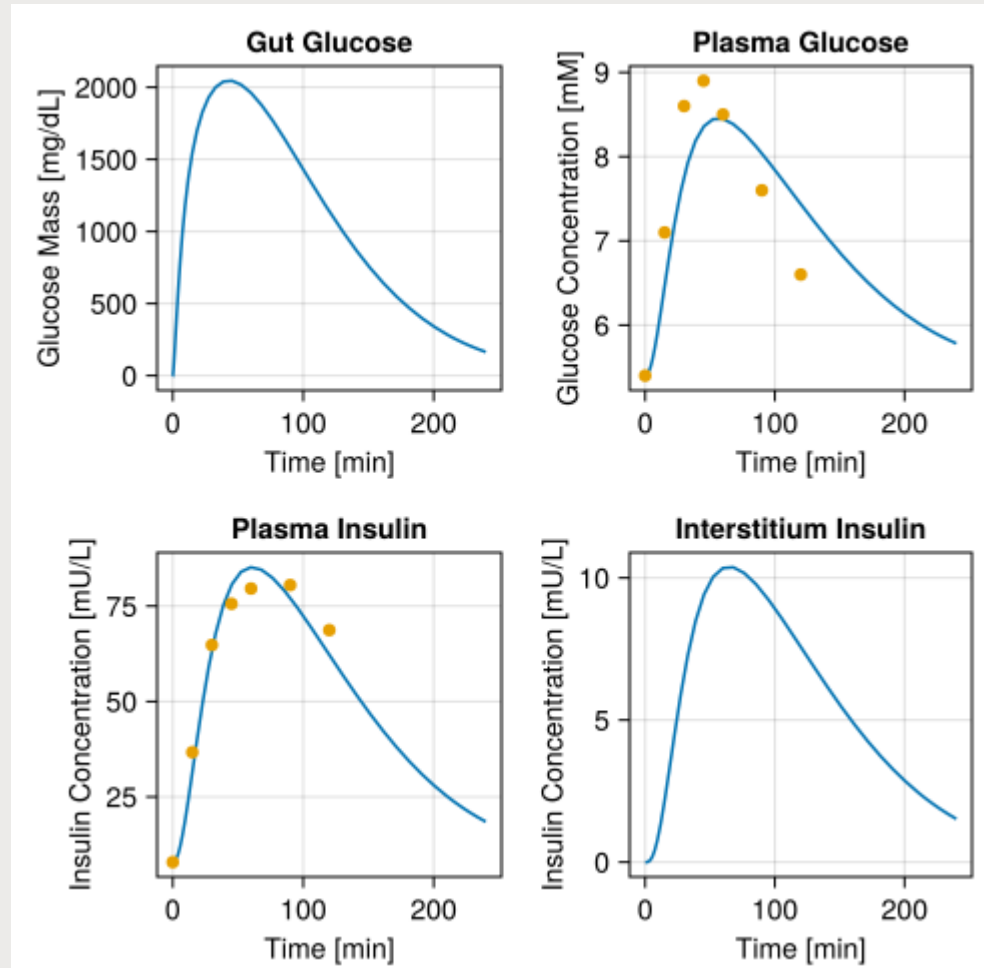 Gut Glucose
Glucose Mass [mg/dL]
2000
1500
1000
500
0
0 100 200
Time [min]
Plasma Glucose
Glucose Concentration [mM]
9
8
7
6
0 100 200
Time [min]
Plasma Insulin
Insulin Concentration [mU/L]
75
50
25
0 100 200
Time [min]
Interstitium Insulin
Insulin Concentration [mU/L]
10
5
0
0 100 200
Time [min]